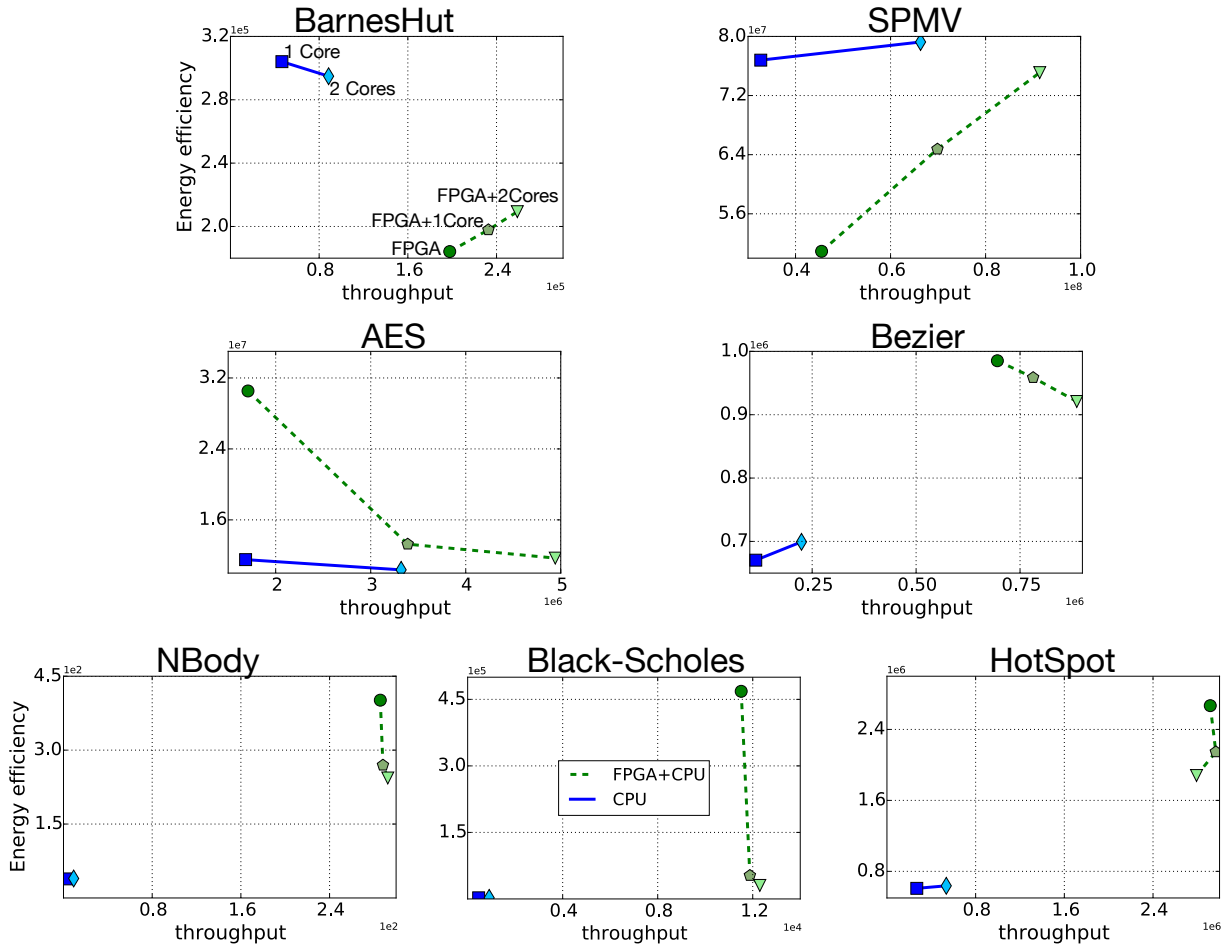 BarnesHut
SPMV
1e5
3.2
2.8
2.4
2.0
Energy efficiency
1 Core
2 Cores
FPGA+2Cores
FPGA+1Core
FPGA
0.8
1.6
2.4
1e5
throughput
1e7
8.0
7.2
6.4
5.6
0.4
0.6
0.8
1.0
1e8
throughput
AES
Bezier
1e7
3.2
2.4
1.6
2
3
4
5
1e6
throughput
1e6
1.0
0.9
0.8
0.7
0.25
0.50
0.75
1e6
throughput
NBody
Black-Scholes
HotSpot
1e2
4.5
3.0
1.5
Energy efficiency
0.8
1.6
2.4
1e2
throughput
1e5
4.5
3.0
1.5
FPGA+CPU
CPU
0.4
0.8
1.2
1e4
throughput
1e6
2.4
1.6
0.8
0.8
1.6
2.4
1e6
throughput